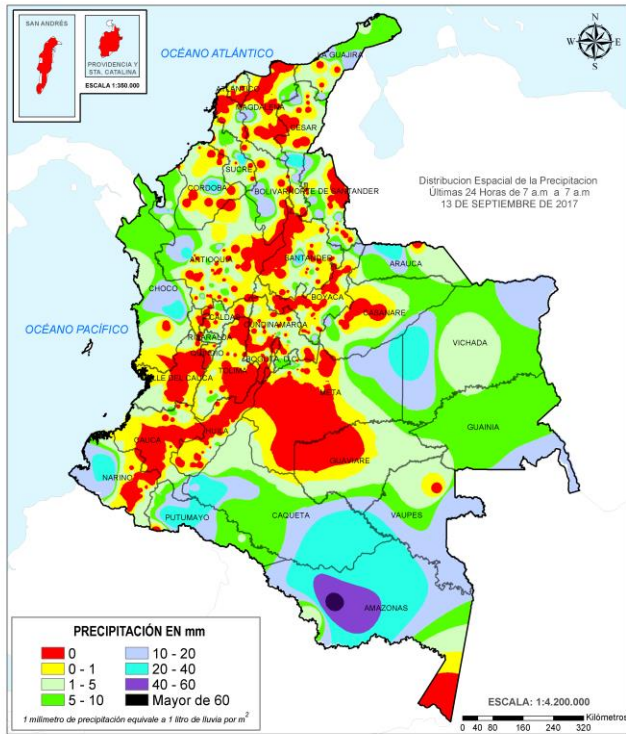 SAN ANDRÉS
PROVIDENCIA Y
STA. CATALINA
ESCALA 1:350.000
OCÉANO ATLÁNTICO
N
W
E
S
LA GUAJIRA
ATLÁNTICO
MAGDALENA
CESAR
SUCRE
CORDOBA
BOLIVAR
NORTE DE SANTANDER
Distribucion Espacial de la Precipitacion
Últimas 24 Horas de 7 a.m a 7 a.m
13 DE SEPTIEMBRE DE 2017
ANTIOQUIA
SANTANDER
ARAUCA
CHOCO
BOYACA
CASANARE
OCÉANO PACÍFICO
CALDAS
CUNDINAMARCA
RISARALDA
VICHADA
BOGOTA, D.C.
QUINDIO
TOLIMA
VALLE DEL CAUCA
META
GUAINIA
HUILA
CAUCA
GUAVIARE
NARIÑO
PUTUMAYO
CAQUETA
VAUPES
AMAZONAS
PRECIPITACIÓN EN mm
0
10 - 20
0 - 1
20 - 40
1 - 5
40 - 60
5 - 10
Mayor de 60
1 milimetro de precipitación equivale a 1 litro de lluvia por m²
ESCALA: 1:4.200.000
Kilómetros
0 40 80 160 240 320